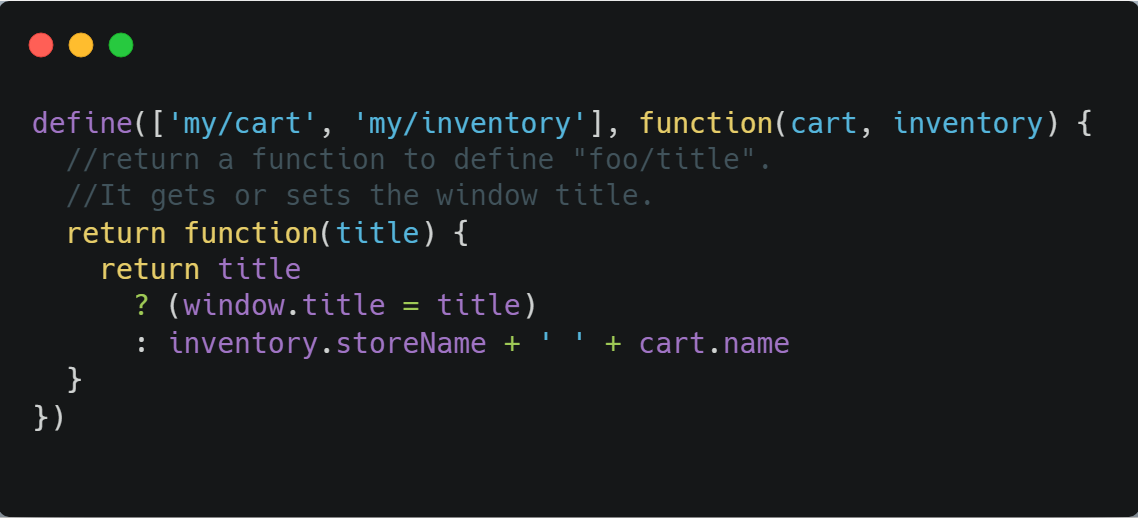 define(['my/cart', 'my/inventory'], function(cart, inventory) {
  //return a function to define "foo/title".
  //It gets or sets the window title.
  return function(title) {
    return title
      ? (window.title = title)
      : inventory.storeName + ' ' + cart.name
  }
})